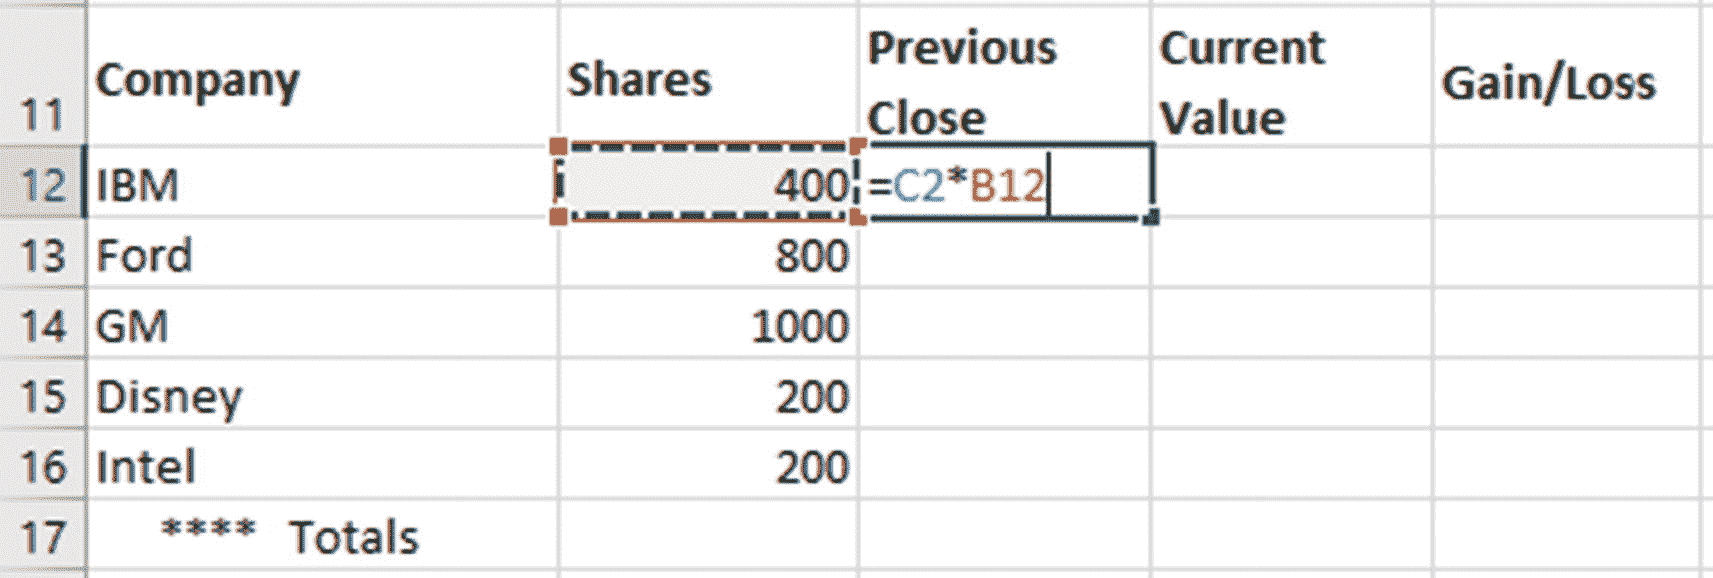 Company Shares Previous Close Current Value Gain/Loss
11
12 IBM 400 =C2*B12
13 Ford 800
14 GM 1000
15 Disney 200
16 Intel 200
17 **** Totals